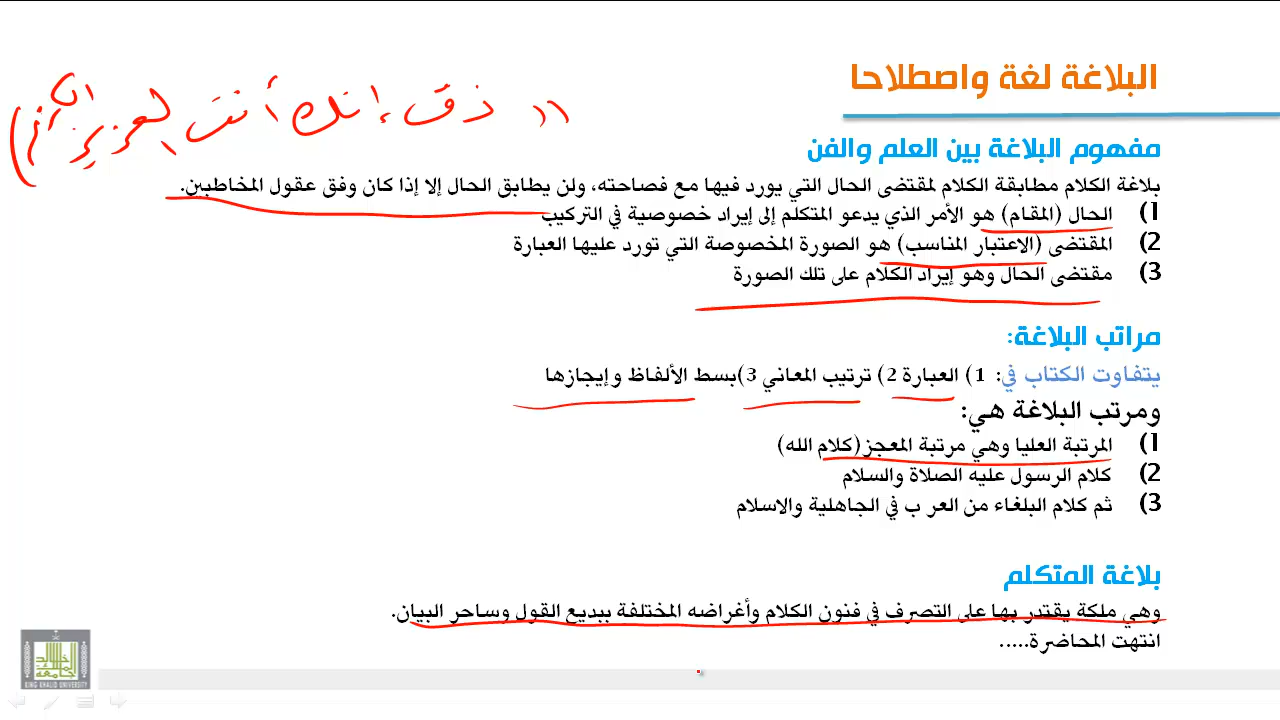 البلاغة لغة واصطلاحا
(( ذق إنك أنت العزيز الكريم)
مفهوم البلاغة بين العلم والفن
بلاغة الكلام مطابقة الكلام لمقتضى الحال التي يورد فيها مع فصاحته، ولن يطابق الحال إلا إذا كان وفق عقول المخاطبين.
1) الحال (المقام) هو الأمر الذي يدعو المتكلم إلى إيراد خصوصية في التركيب
2) المقتضى (الاعتبار المناسب) هو الصورة المخصوصة التي تورد عليها العبارة
3) مقتضى الحال وهو إيراد الكلام على تلك الصورة
مراتب البلاغة:
يتفاوت الكتاب في: 1) العبارة 2) ترتيب المعاني 3)بسط الألفاظ وإيجازها
ومرتب البلاغة هي:
1) المرتبة العليا وهي مرتبة المعجز(كلام الله)
2) كلام الرسول عليه الصلاة والسلام
3) ثم كلام البلغاء من العر ب في الجاهلية والاسلام
بلاغة المتكلم
وهي ملكة يقتدر بها على التصرف في فنون الكلام وأغراضه المختلفة ببديع القول وساحر البيان.
انتهت المحاضرة.....
جامعة الملك خالد
KING KHALID UNIVERSITY